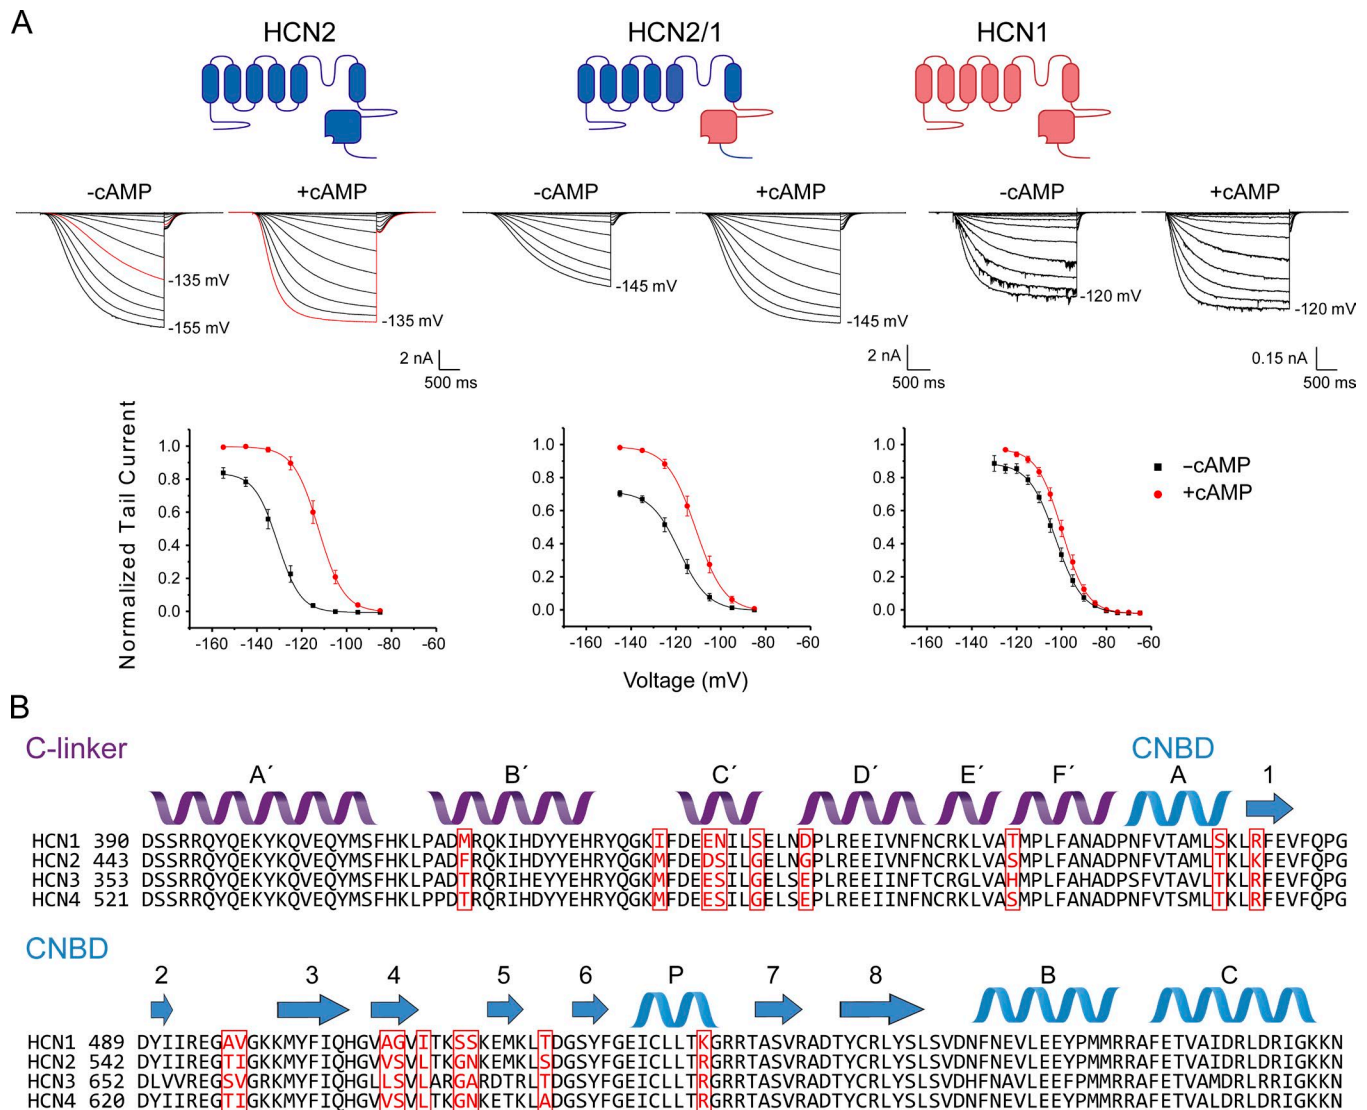 A
HCN2 HCN2/1 HCN1
-cAMP +cAMP -cAMP +cAMP -cAMP +cAMP
-135 mV
-155 mV
-135 mV
-145 mV
-145 mV
-120 mV
-120 mV
2 nA
500 ms
2 nA
500 ms
0.15 nA
500 ms
Normalized Tail Current
1.0
0.8
0.6
0.4
0.2
0.0
-160 -140 -120 -100 -80 -60
1.0
0.8
0.6
0.4
0.2
0.0
-160 -140 -120 -100 -80 -60
1.0
0.8
0.6
0.4
0.2
0.0
-160 -140 -120 -100 -80 -60
–cAMP
+cAMP
Voltage (mV)
B
C-linker CNBD
A´ B´ C´ D´ E´ F´ A 1
HCN1 390 DSSRRQYQEKYKQVEQYMSFHKLPADMRQKIHDYYEHRYQGKIFDEENILSELNDPLREEIVNFNCRKLVATMPLFANADPNFVTAMLSKLRFEVFQPG
HCN2 443 DSSRRQYQEKYKQVEQYMSFHKLPADFRQKIHDYYEHRYQGKMFDEDSILGELNGPLREEIVNFNCRKLVASMPLFANADPNFVTAMLTKLKFEVFQPG
HCN3 353 DSSRRQYQEKYKQVEQYMSFHKLPADTRQRIHEYYEHRYQGKMFDEESILGELSEPLREEIINFTCRGLVAHMPLFAHADPSFVTAVLTKLRFEVFQPG
HCN4 521 DSSRRQYQEKYKQVEQYMSFHKLPPDTRQRIHDYYEHRYQGKMFDEESILGELSEPLREEIINFNCRKLVASMPLFANADPNFVTSMLTKLRFEVFQPG
CNBD
2 3 4 5 6 P 7 8 B C
HCN1 489 DYIIREGAVGKKMYFIQHGVAGVITKSSKEMKLTDGSYFGEICLLTKGRRTASVRADTYCRLYSLSVDNFNEVLEEYPMMRRAFETVAIDRLDRIGKKN
HCN2 542 DYIIREGTIGKKMYFIQHGVVSVLTKGNKEMKLSDGSYFGEICLLTRGRRTASVRADTYCRLYSLSVDNFNEVLEEYPMMRRAFETVAIDRLDRIGKKN
HCN3 652 DLVVREGSVGRKMYFIQHGLLSVLARGARDTRLTDGSYFGEICLLTRGRRTASVRADTYCRLYSLSVDHFNAVLEEFPMMRRAFETVAMDRLRRIGKKN
HCN4 620 DYIIREGTIGKKMYFIQHGVVSVLTKGNKETKLADGSYFGEICLLTRGRRTASVRADTYCRLYSLSVDNFNEVLEEYPMMRRAFETVALDRLDRIGKKN